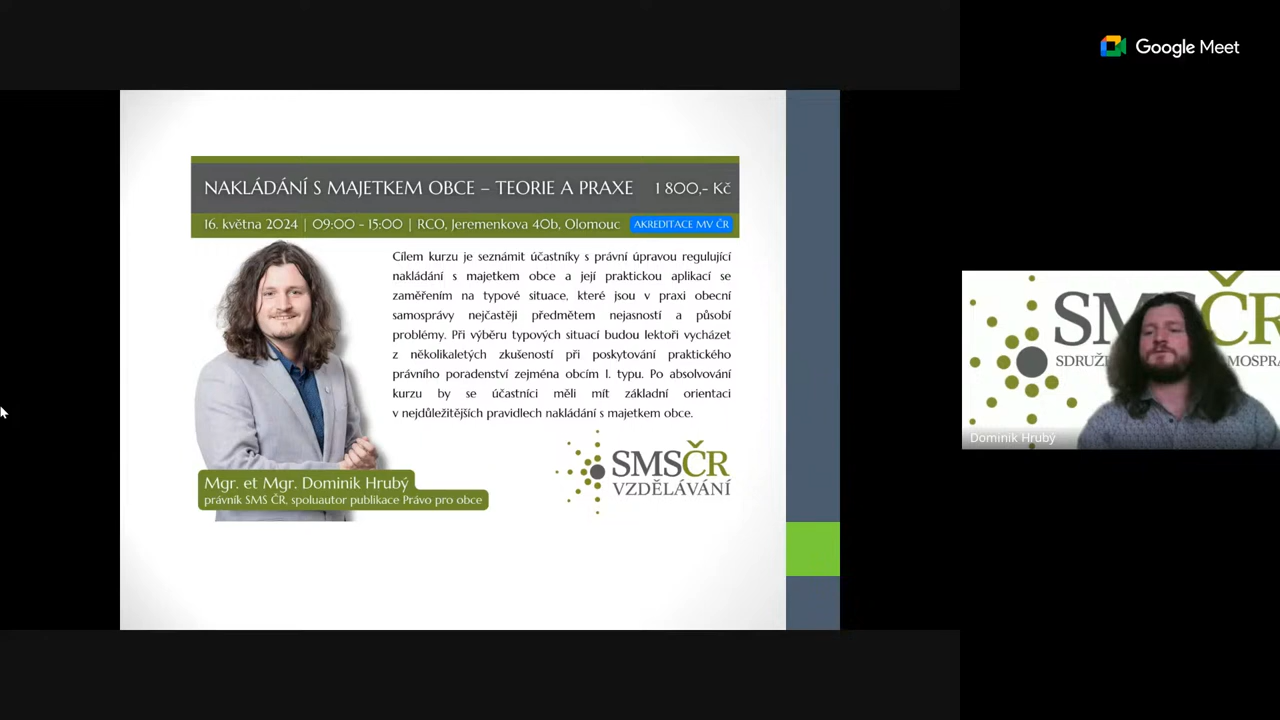 Google Meet
NAKLÁDÁNÍ S MAJETKEM OBCE – TEORIE A PRAXE 1 800,- Kč
16. května 2024 | 09:00 - 15:00 | RCO, Jeremenkova 40b, Olomouc AKREDITACE MV ČR
Cílem kurzu je seznámit účastníky s právní úpravou regulující
nakládání s majetkem obce a její praktickou aplikací se
zaměřením na typové situace, které jsou v praxi obecní
samosprávy nejčastěji předmětem nejasností a působí
problémy. Při výběru typových situací budou lektoři vycházet
z několikaletých zkušeností při poskytování praktického
právního poradenství zejména obcím I. typu. Po absolvování
kurzu by se účastníci měli mít základní orientaci
v nejdůležitějších pravidlech nakládání s majetkem obce.
Mgr. et Mgr. Dominik Hrubý
právník SMS ČR, spoluautor publikace Právo pro obce
SMSČR
VZDĚLÁVÁNÍ
SMSČR
SDRUŽ
MOSPRÁ
Dominik Hrubý